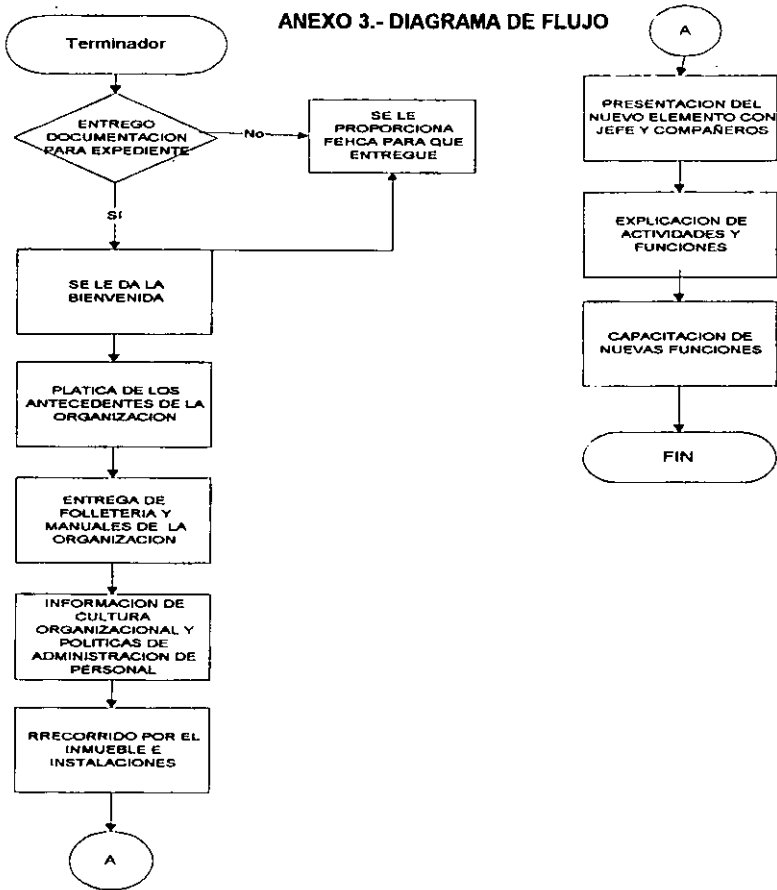 ANEXO 3.- DIAGRAMA DE FLUJO
Terminador
ENTREGO
DOCUMENTACION
PARA EXPEDIENTE
No
SE LE
PROPORCIONA
FEHCA PARA QUE
ENTREGUE
SI
SE LE DA LA
BIENVENIDA
PLATICA DE LOS
ANTECEDENTES DE LA
ORGANIZACION
ENTREGA DE
FOLLETERIA Y
MANUALES DE LA
ORGANIZACION
INFORMACION DE
CULTURA
ORGANIZACIONAL Y
POLITICAS DE
ADMINISTRACION DE
PERSONAL
RRECORRIDO POR EL
INMUEBLE E
INSTALACIONES
A
A
PRESENTACION DEL
NUEVO ELEMENTO CON
JEFE Y COMPAÑEROS
EXPLICACION DE
ACTIVIDADES Y
FUNCIONES
CAPACITACION DE
NUEVAS FUNCIONES
FIN